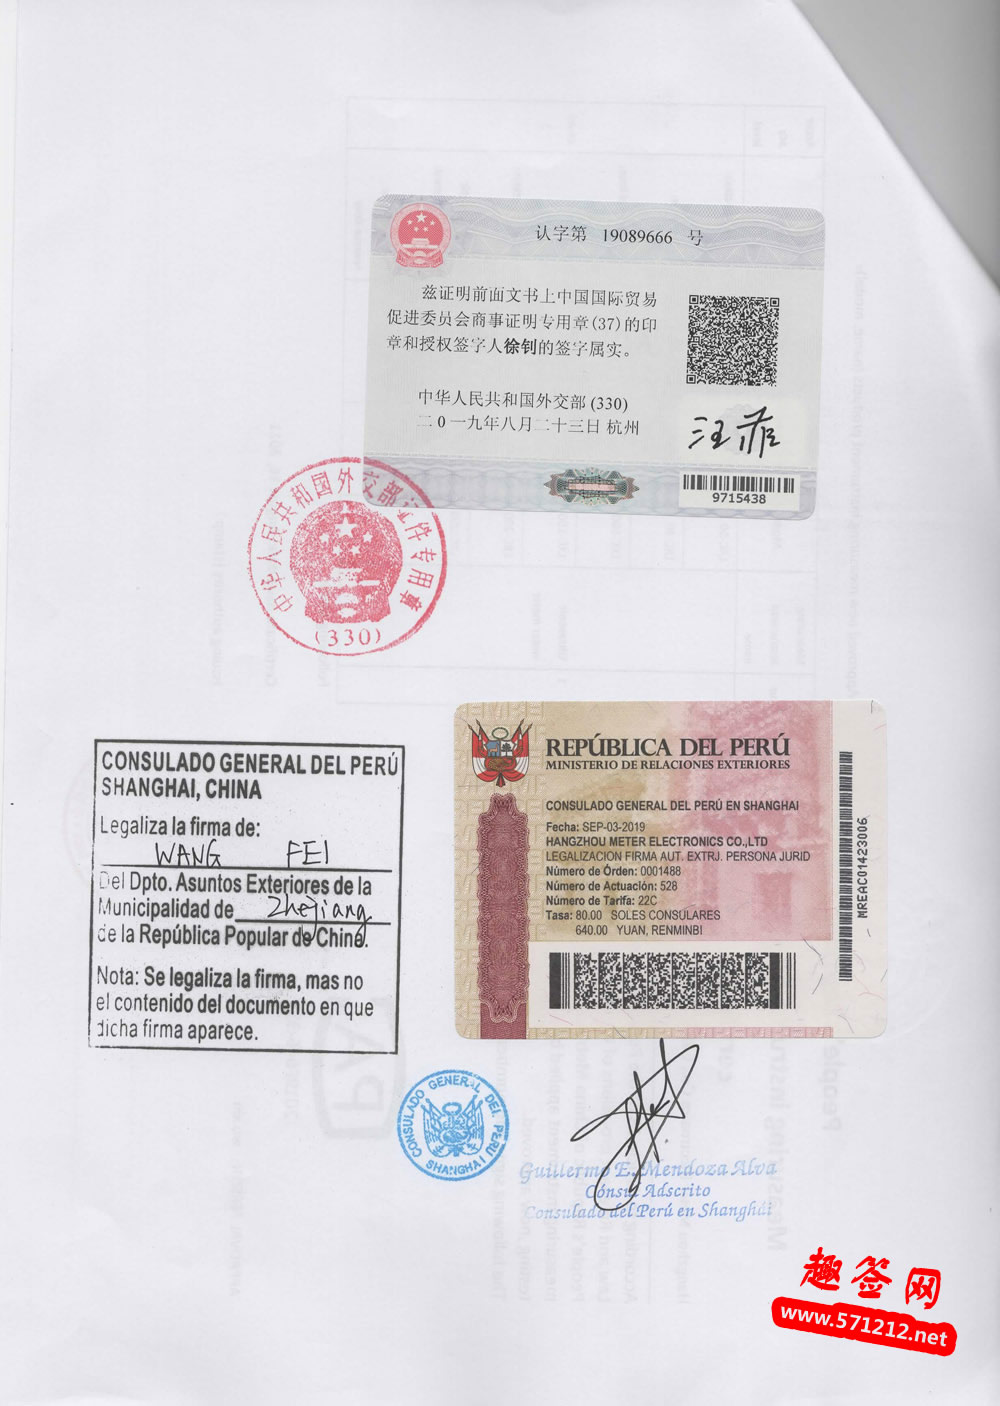 认字第 19089666 号
兹证明前面文书上中国国际贸易
促进委员会商事证明专用章(37)的印
章和授权签字人徐钊的签字属实。
中华人民共和国外交部 (330)
二0一九年八月二十三日 杭州
汪菲
9715438
中华人民共和国外交部证件专用章
(330)
CONSULADO GENERAL DEL PERÚ
SHANGHAI, CHINA
Legaliza la firma de:
WANG FEI
Del Dpto. Asuntos Exteriores de la
Municipalidad de Zhejiang
de la República Popular de China.
Nota: Se legaliza la firma, mas no
el contenido del documento en que
dicha firma aparece.
REPÚBLICA DEL PERÚ
MINISTERIO DE RELACIONES EXTERIORES
CONSULADO GENERAL DEL PERÚ EN SHANGHAI
Fecha: SEP-03-2019
HANGZHOU METER ELECTRONICS CO.,LTD
LEGALIZACION FIRMA AUT. EXTRJ. PERSONA JURID
Número de Órden: 0001488
Número de Actuación: 528
Número de Tarifa: 22C
Tasa: 80.00 SOLES CONSULARES
640.00 YUAN, RENMINBI
MREAC01423006
CONSULADO GENERAL DEL PERU
SHANGHAI
Guillermo E. Mendoza Alva
Cónsul Adscrito
Consulado del Perú en Shanghái
趣签网
www.571212.net